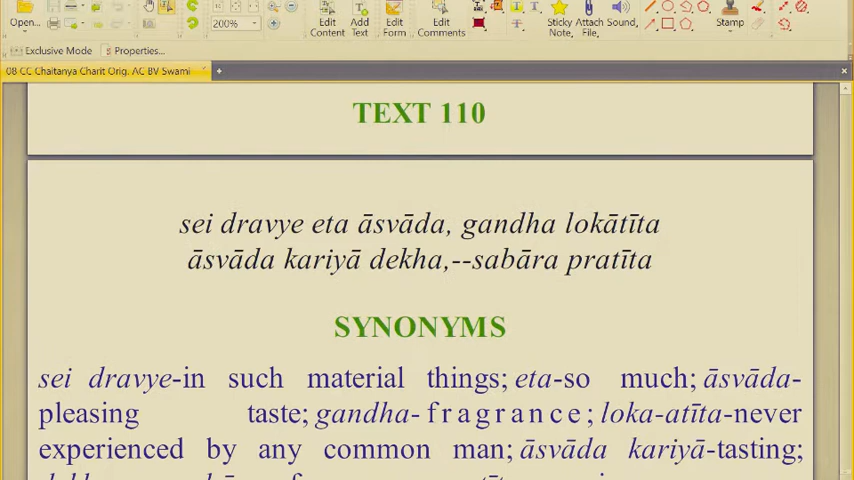 Open...
200%
Edit Content
Add Text
Edit Form
Edit Comments
Sticky Note,
Attach File,
Sound,
Stamp
Exclusive Mode
Properties...
08 CC Chaitanya Charit Orig. AC BV Swami
TEXT 110
sei dravye eta āsvāda, gandha lokātīta
āsvāda kariyā dekha,--sabāra pratīta
SYNONYMS
sei dravye-in such material things; eta-so much; āsvāda-
pleasing taste; gandha-fragrance; loka-atīta-never
experienced by any common man; āsvāda kariyā-tasting;